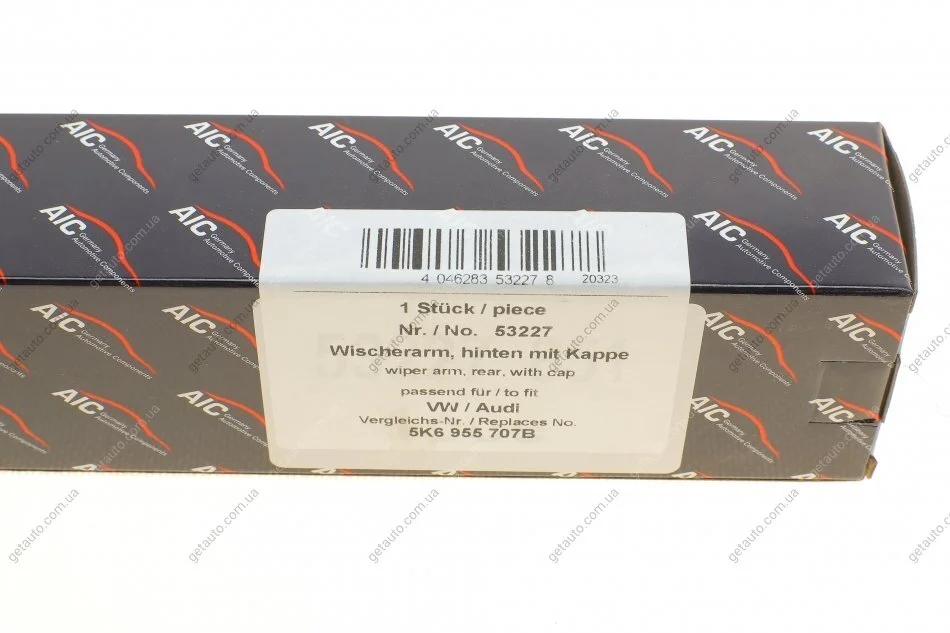 AIC Germany Automotive Components
4 046283 53227 8 20323
1 Stück / piece
Nr. / No. 53227
Wischerarm, hinten mit Kappe
wiper arm, rear, with cap
passend für / to fit
VW / Audi
Vergleichs-Nr. / Replaces No.
5K6 955 707B
getauto.com.ua